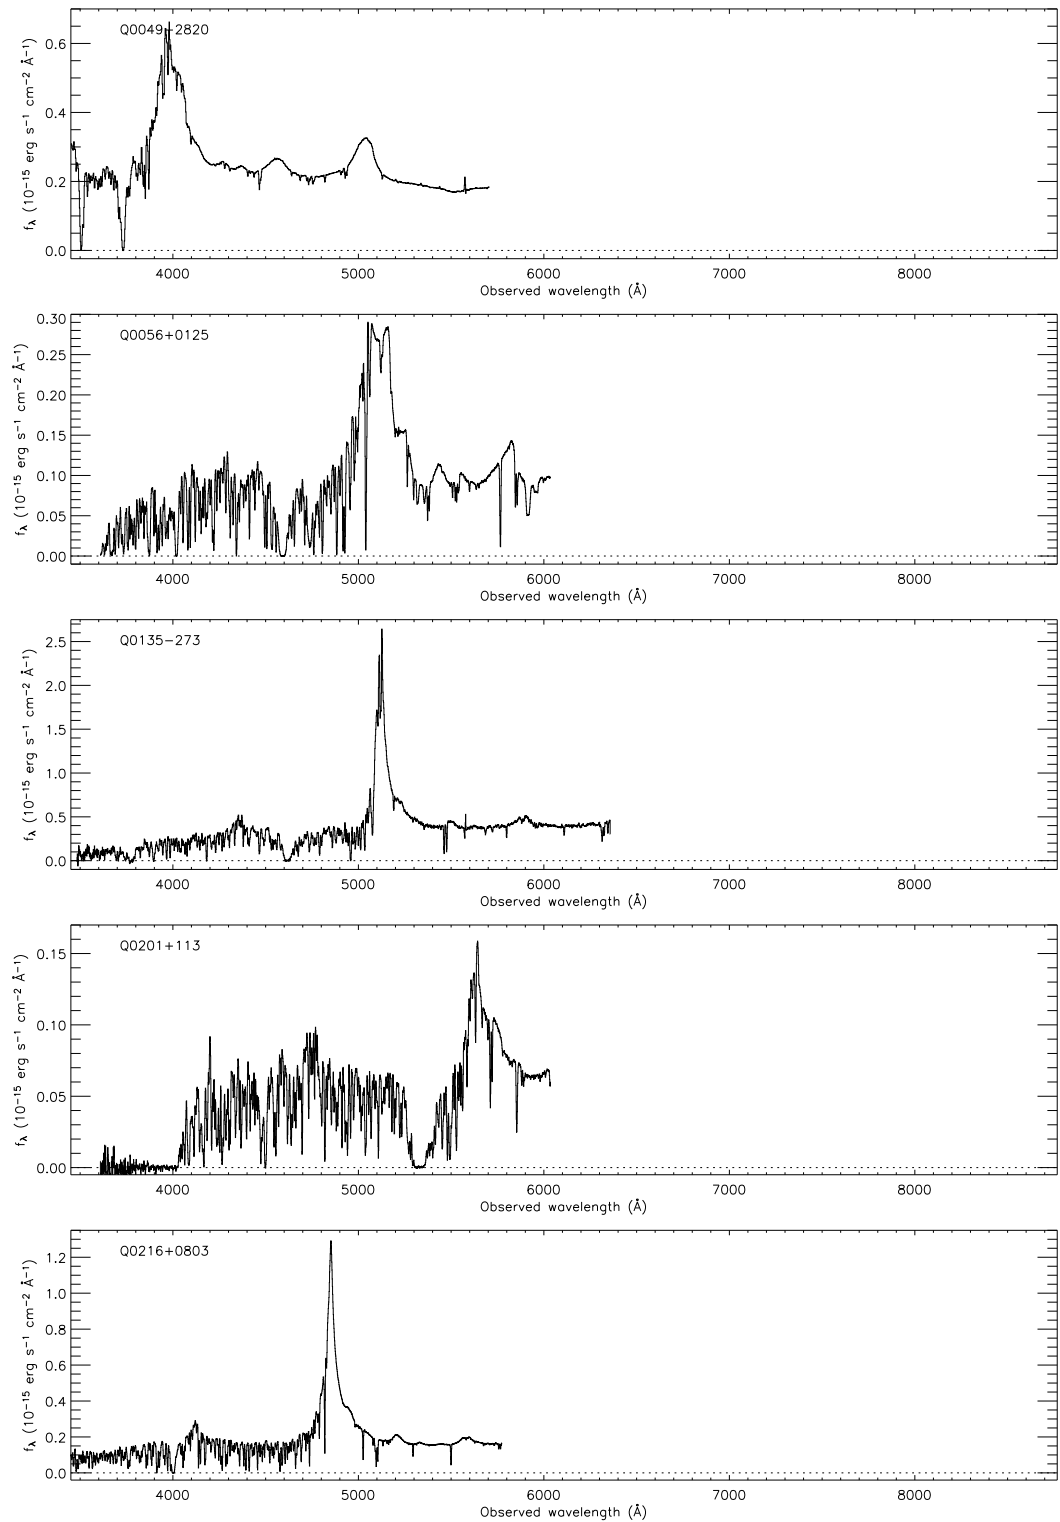 Q0049-2820
0.6
0.4
0.2
0.0
fλ (10⁻¹⁵ erg s⁻¹ cm⁻² Å⁻¹)
4000 5000 6000 7000 8000
Observed wavelength (Å)
Q0056+0125
0.30
0.25
0.20
0.15
0.10
0.05
0.00
fλ (10⁻¹⁵ erg s⁻¹ cm⁻² Å⁻¹)
4000 5000 6000 7000 8000
Observed wavelength (Å)
Q0135-273
2.5
2.0
1.5
1.0
0.5
0.0
fλ (10⁻¹⁵ erg s⁻¹ cm⁻² Å⁻¹)
4000 5000 6000 7000 8000
Observed wavelength (Å)
Q0201+113
0.15
0.10
0.05
0.00
fλ (10⁻¹⁵ erg s⁻¹ cm⁻² Å⁻¹)
4000 5000 6000 7000 8000
Observed wavelength (Å)
Q0216+0803
1.2
1.0
0.8
0.6
0.4
0.2
0.0
fλ (10⁻¹⁵ erg s⁻¹ cm⁻² Å⁻¹)
4000 5000 6000 7000 8000
Observed wavelength (Å)